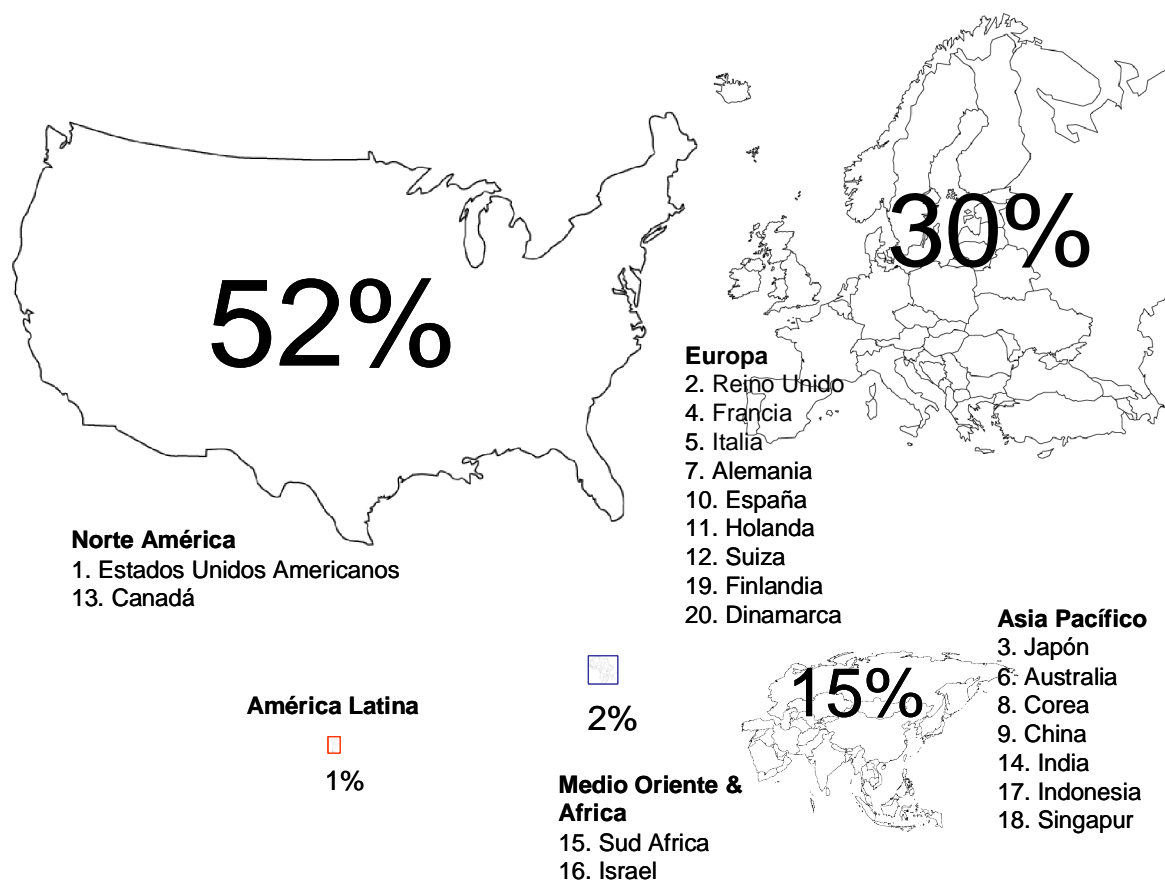 52%
30%
Norte América
1. Estados Unidos Americanos
13. Canadá
Europa
2. Reino Unido
4. Francia
5. Italia
7. Alemania
10. España
11. Holanda
12. Suiza
19. Finlandia
20. Dinamarca
América Latina
1%
2%
Medio Oriente &
Africa
15. Sud Africa
16. Israel
15%
Asia Pacífico
3. Japón
6. Australia
8. Corea
9. China
14. India
17. Indonesia
18. Singapur